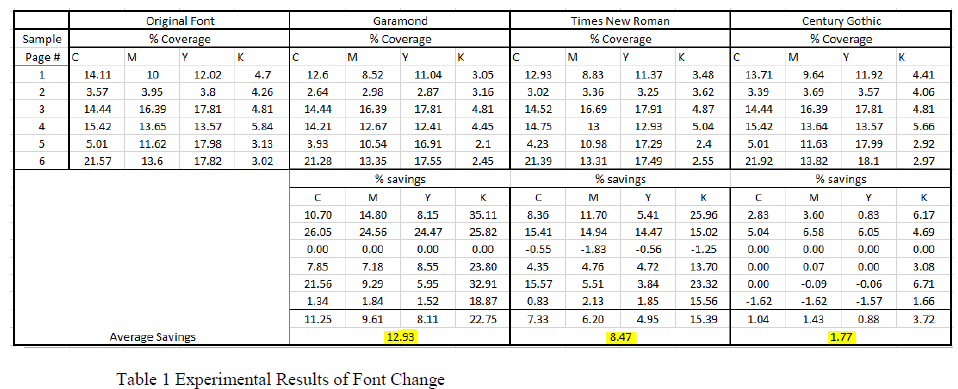 Original Font Garamond Times New Roman Century Gothic
Sample % Coverage % Coverage % Coverage % Coverage
Page # C M Y K C M Y K C M Y K C M Y K
1 14.11 10 12.02 4.7 12.6 8.52 11.04 3.05 12.93 8.83 11.37 3.48 13.71 9.64 11.92 4.41
2 3.57 3.95 3.8 4.26 2.64 2.98 2.87 3.16 3.02 3.36 3.25 3.62 3.39 3.69 3.57 4.06
3 14.44 16.39 17.81 4.81 14.44 16.39 17.81 4.81 14.52 16.69 17.91 4.87 14.44 16.39 17.81 4.81
4 15.42 13.65 13.57 5.84 14.21 12.67 12.41 4.45 14.75 13 12.93 5.04 15.42 13.64 13.57 5.66
5 5.01 11.62 17.98 3.13 3.93 10.54 16.91 2.1 4.23 10.98 17.29 2.4 5.01 11.63 17.99 2.92
6 21.57 13.6 17.82 3.02 21.28 13.35 17.55 2.45 21.39 13.31 17.49 2.55 21.92 13.82 18.1 2.97
% savings % savings % savings
C M Y K C M Y K C M Y K
10.70 14.80 8.15 35.11 8.36 11.70 5.41 25.96 2.83 3.60 0.83 6.17
26.05 24.56 24.47 25.82 15.41 14.94 14.47 15.02 5.04 6.58 6.05 4.69
0.00 0.00 0.00 0.00 -0.55 -1.83 -0.56 -1.25 0.00 0.00 0.00 0.00
7.85 7.18 8.55 23.80 4.35 4.76 4.72 13.70 0.00 0.07 0.00 3.08
21.56 9.29 5.95 32.91 15.57 5.51 3.84 23.32 0.00 -0.09 -0.06 6.71
1.34 1.84 1.52 18.87 0.83 2.13 1.85 15.56 -1.62 -1.62 -1.57 1.66
11.25 9.61 8.11 22.75 7.33 6.20 4.95 15.39 1.04 1.43 0.88 3.72
Average Savings 12.93 8.47 1.77
Table 1 Experimental Results of Font Change